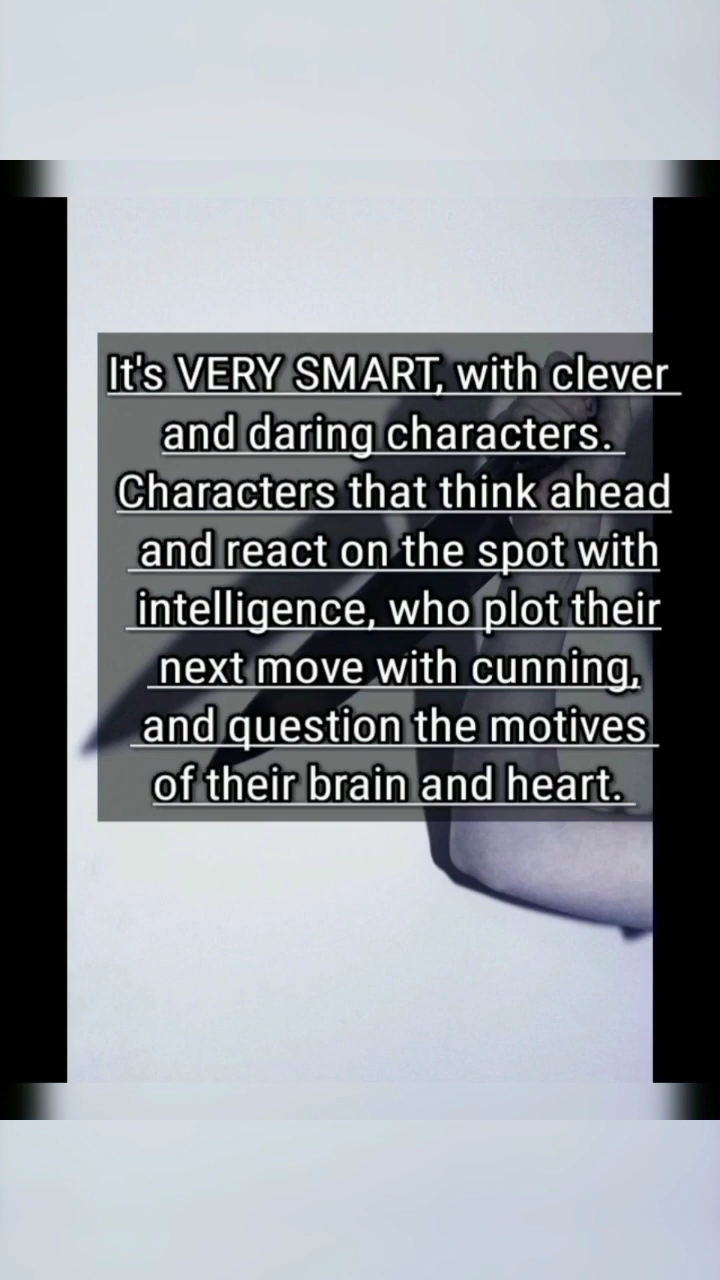 It's VERY SMART, with clever
and daring characters.
Characters that think ahead
and react on the spot with
intelligence, who plot their
next move with cunning,
and question the motives
of their brain and heart.